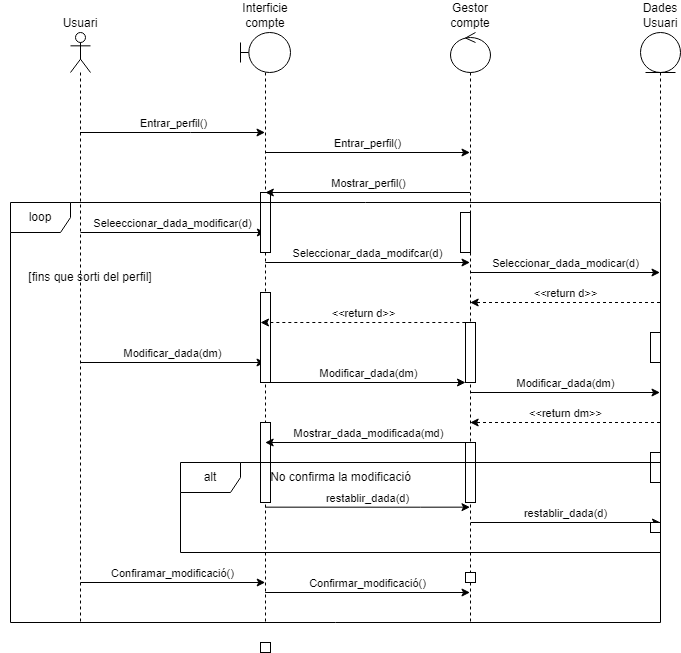 Usuari
Interfície
compte
Gestor
compte
Dades
Usuari
Entrar_perfil()
Entrar_perfil()
Mostrar_perfil()
loop
Seleeccionar_dada_modificar(d)
Seleccionar_dada_modifcar(d)
Seleccionar_dada_modicar(d)
[fins que sorti del perfil]
<<return d>>
<<return d>>
Modificar_dada(dm)
Modificar_dada(dm)
Modificar_dada(dm)
<<return dm>>
Mostrar_dada_modificada(md)
alt
No confirma la modificació
restablir_dada(d)
restablir_dada(d)
Confiramar_modificació()
Confirmar_modificació()